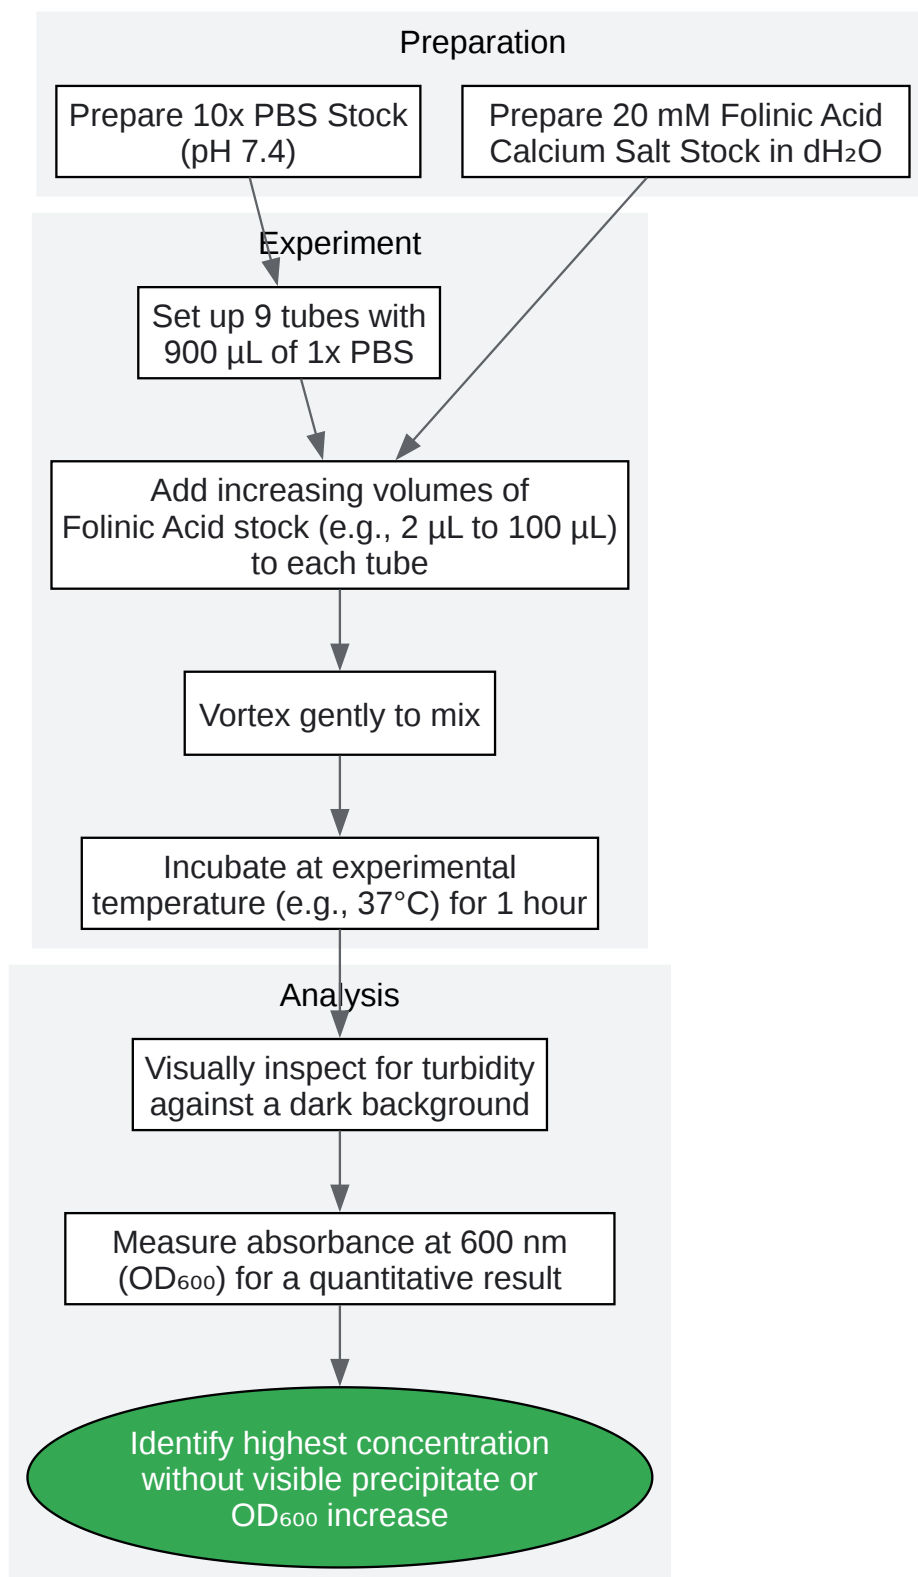 Preparation
Prepare 10x PBS Stock
(pH 7.4)
Prepare 20 mM Folinic Acid
Calcium Salt Stock in dH₂O
Experiment
Set up 9 tubes with
900 µL of 1x PBS
Add increasing volumes of
Folinic Acid stock (e.g., 2 µL to 100 µL)
to each tube
Vortex gently to mix
Incubate at experimental
temperature (e.g., 37°C) for 1 hour
Analysis
Visually inspect for turbidity
against a dark background
Measure absorbance at 600 nm
(OD₆₀₀) for a quantitative result
Identify highest concentration
without visible precipitate or
OD₆₀₀ increase